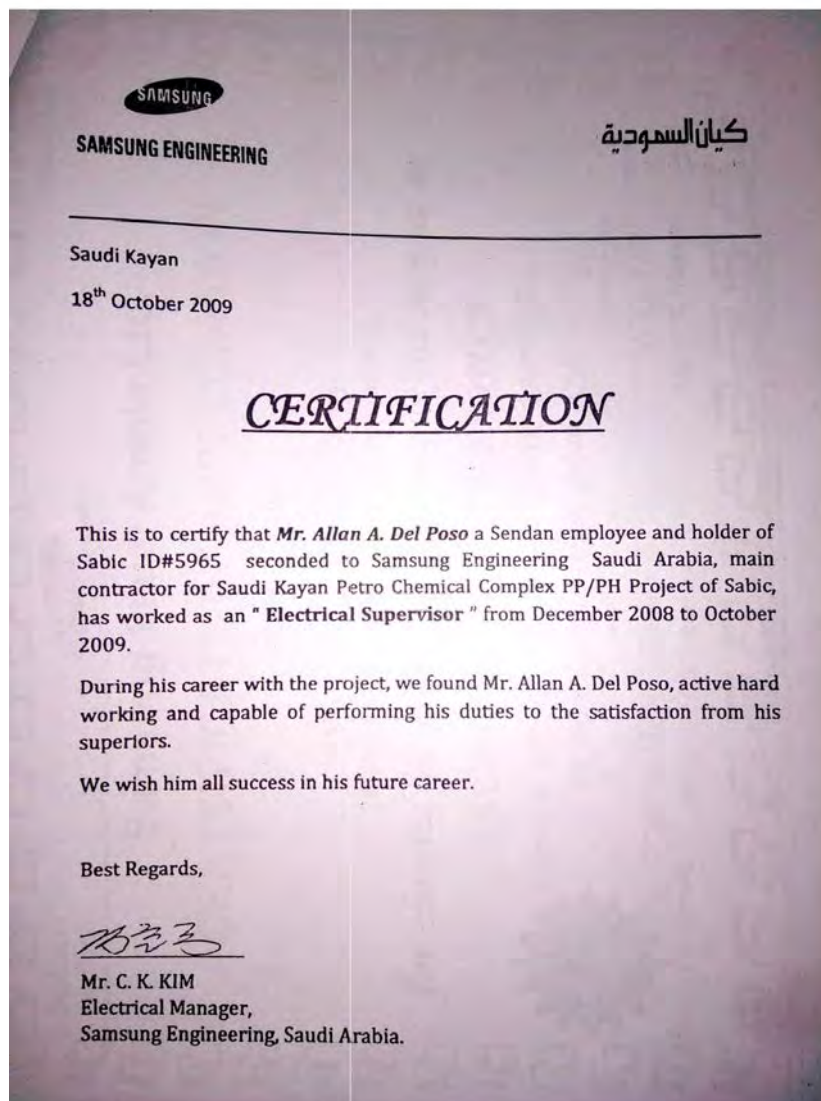 SAMSUNG
SAMSUNG ENGINEERING
كيان السعودية
Saudi Kayan
18th October 2009
CERTIFICATION
This is to certify that Mr. Allan A. Del Poso a Sendan employee and holder of
Sabic ID#5965 seconded to Samsung Engineering Saudi Arabia, main
contractor for Saudi Kayan Petro Chemical Complex PP/PH Project of Sabic,
has worked as an " Electrical Supervisor " from December 2008 to October
2009.
During his career with the project, we found Mr. Allan A. Del Poso, active hard
working and capable of performing his duties to the satisfaction from his
superiors.
We wish him all success in his future career.
Best Regards,
Mr. C. K. KIM
Electrical Manager,
Samsung Engineering, Saudi Arabia.